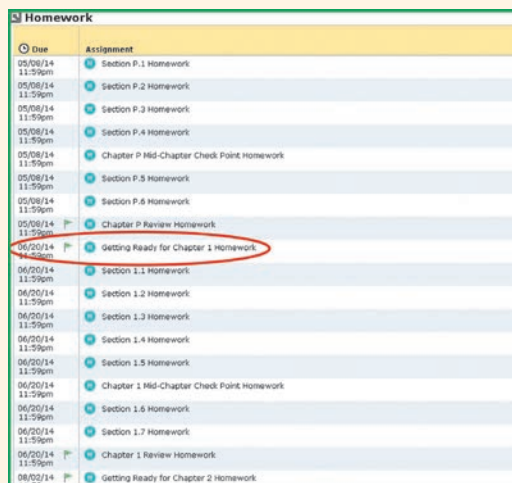 Homework
Due Assignment
05/08/14 Section P.1 Homework
11:59pm
05/08/14 Section P.2 Homework
11:59pm
05/08/14 Section P.3 Homework
11:59pm
05/08/14 Section P.4 Homework
11:59pm
05/08/14 Chapter P Mid-Chapter Check Point Homework
11:59pm
05/08/14 Section P.5 Homework
11:59pm
05/08/14 Section P.6 Homework
11:59pm
05/08/14 Chapter P Review Homework
11:59pm
06/20/14 Getting Ready for Chapter 1 Homework
11:59pm
06/20/14 Section 1.1 Homework
11:59pm
06/20/14 Section 1.2 Homework
11:59pm
06/20/14 Section 1.3 Homework
11:59pm
06/20/14 Section 1.4 Homework
11:59pm
06/20/14 Section 1.5 Homework
11:59pm
06/20/14 Chapter 1 Mid-Chapter Check Point Homework
11:59pm
06/20/14 Section 1.6 Homework
11:59pm
06/20/14 Section 1.7 Homework
11:59pm
06/20/14 Chapter 1 Review Homework
11:59pm
08/02/14 Getting Ready for Chapter 2 Homework